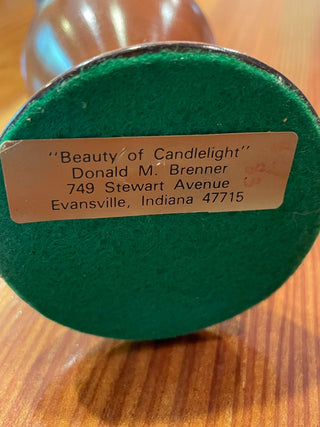 "Beauty of Candlelight"
Donald M. Brenner
749 Stewart Avenue
Evansville, Indiana 47715